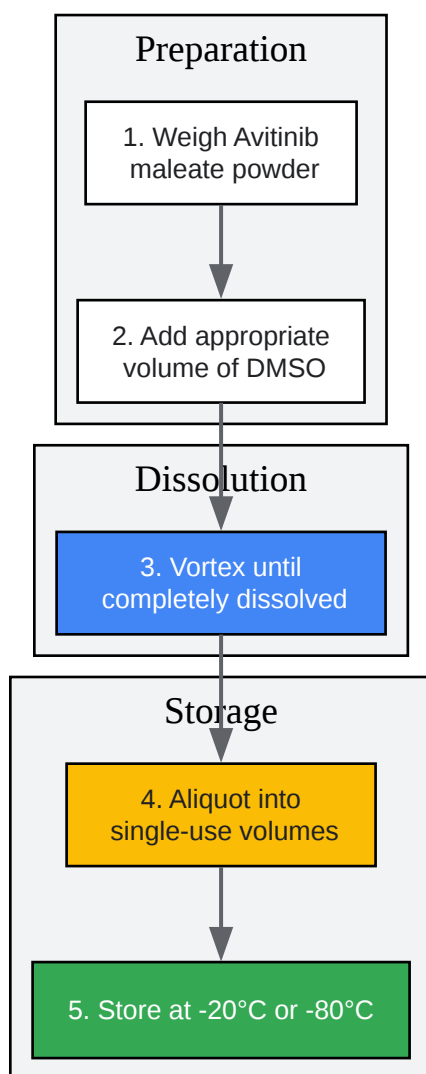 Preparation
1. Weigh Avitinib
maleate powder
2. Add appropriate
volume of DMSO
Dissolution
3. Vortex until
completely dissolved
Storage
4. Aliquot into
single-use volumes
5. Store at -20°C or -80°C